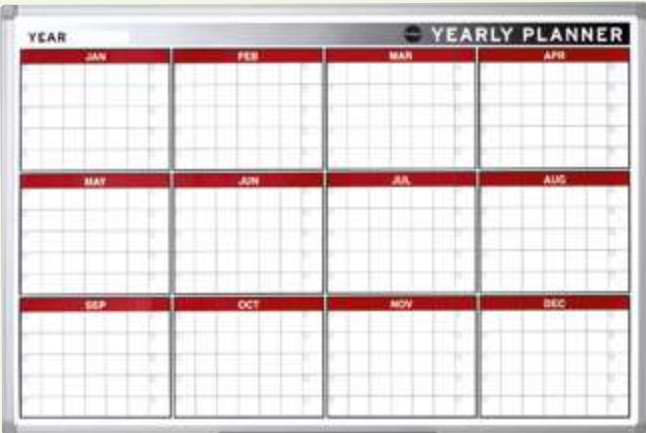 YEAR
YEARLY PLANNER
JAN FEB MAR APR
MAY JUN JUL AUG
SEP OCT NOV DEC